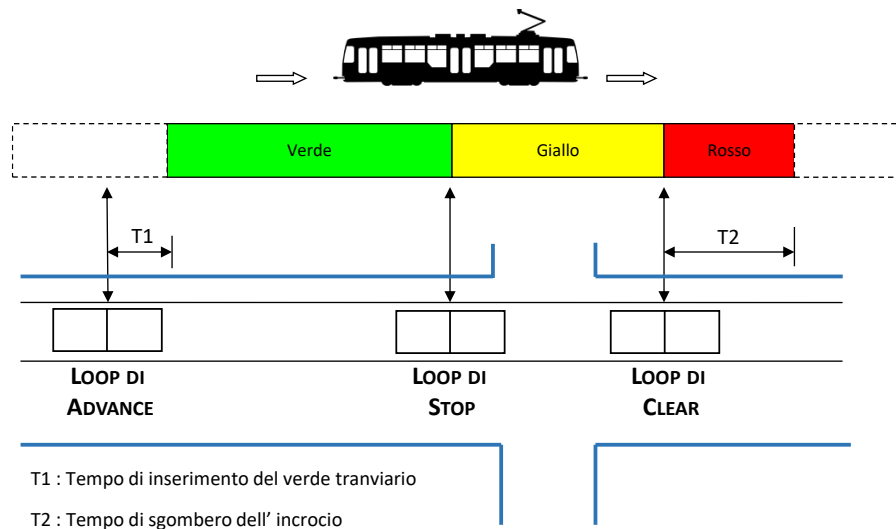 Verde Giallo Rosso
T1 T2
LOOP DI LOOP DI LOOP DI
ADVANCE STOP CLEAR
T1 : Tempo di inserimento del verde tranviario
T2 : Tempo di sgombero dell' incrocio